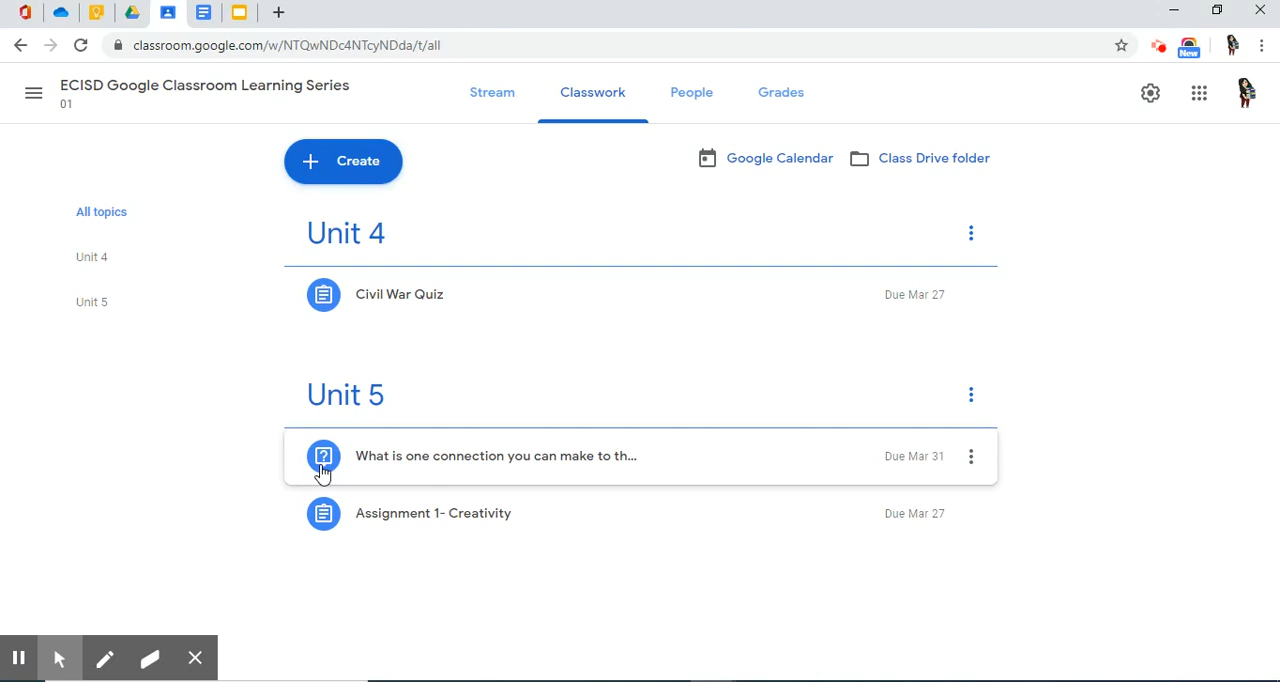 classroom.google.com/w/NTQwNDc4NTcyNDda/t/all
New
ECISD Google Classroom Learning Series
01
Stream
Classwork
People
Grades
+ Create
Google Calendar
Class Drive folder
All topics
Unit 4
Unit 5
Unit 4
Civil War Quiz
Due Mar 27
Unit 5
What is one connection you can make to th...
Due Mar 31
Assignment 1- Creativity
Due Mar 27